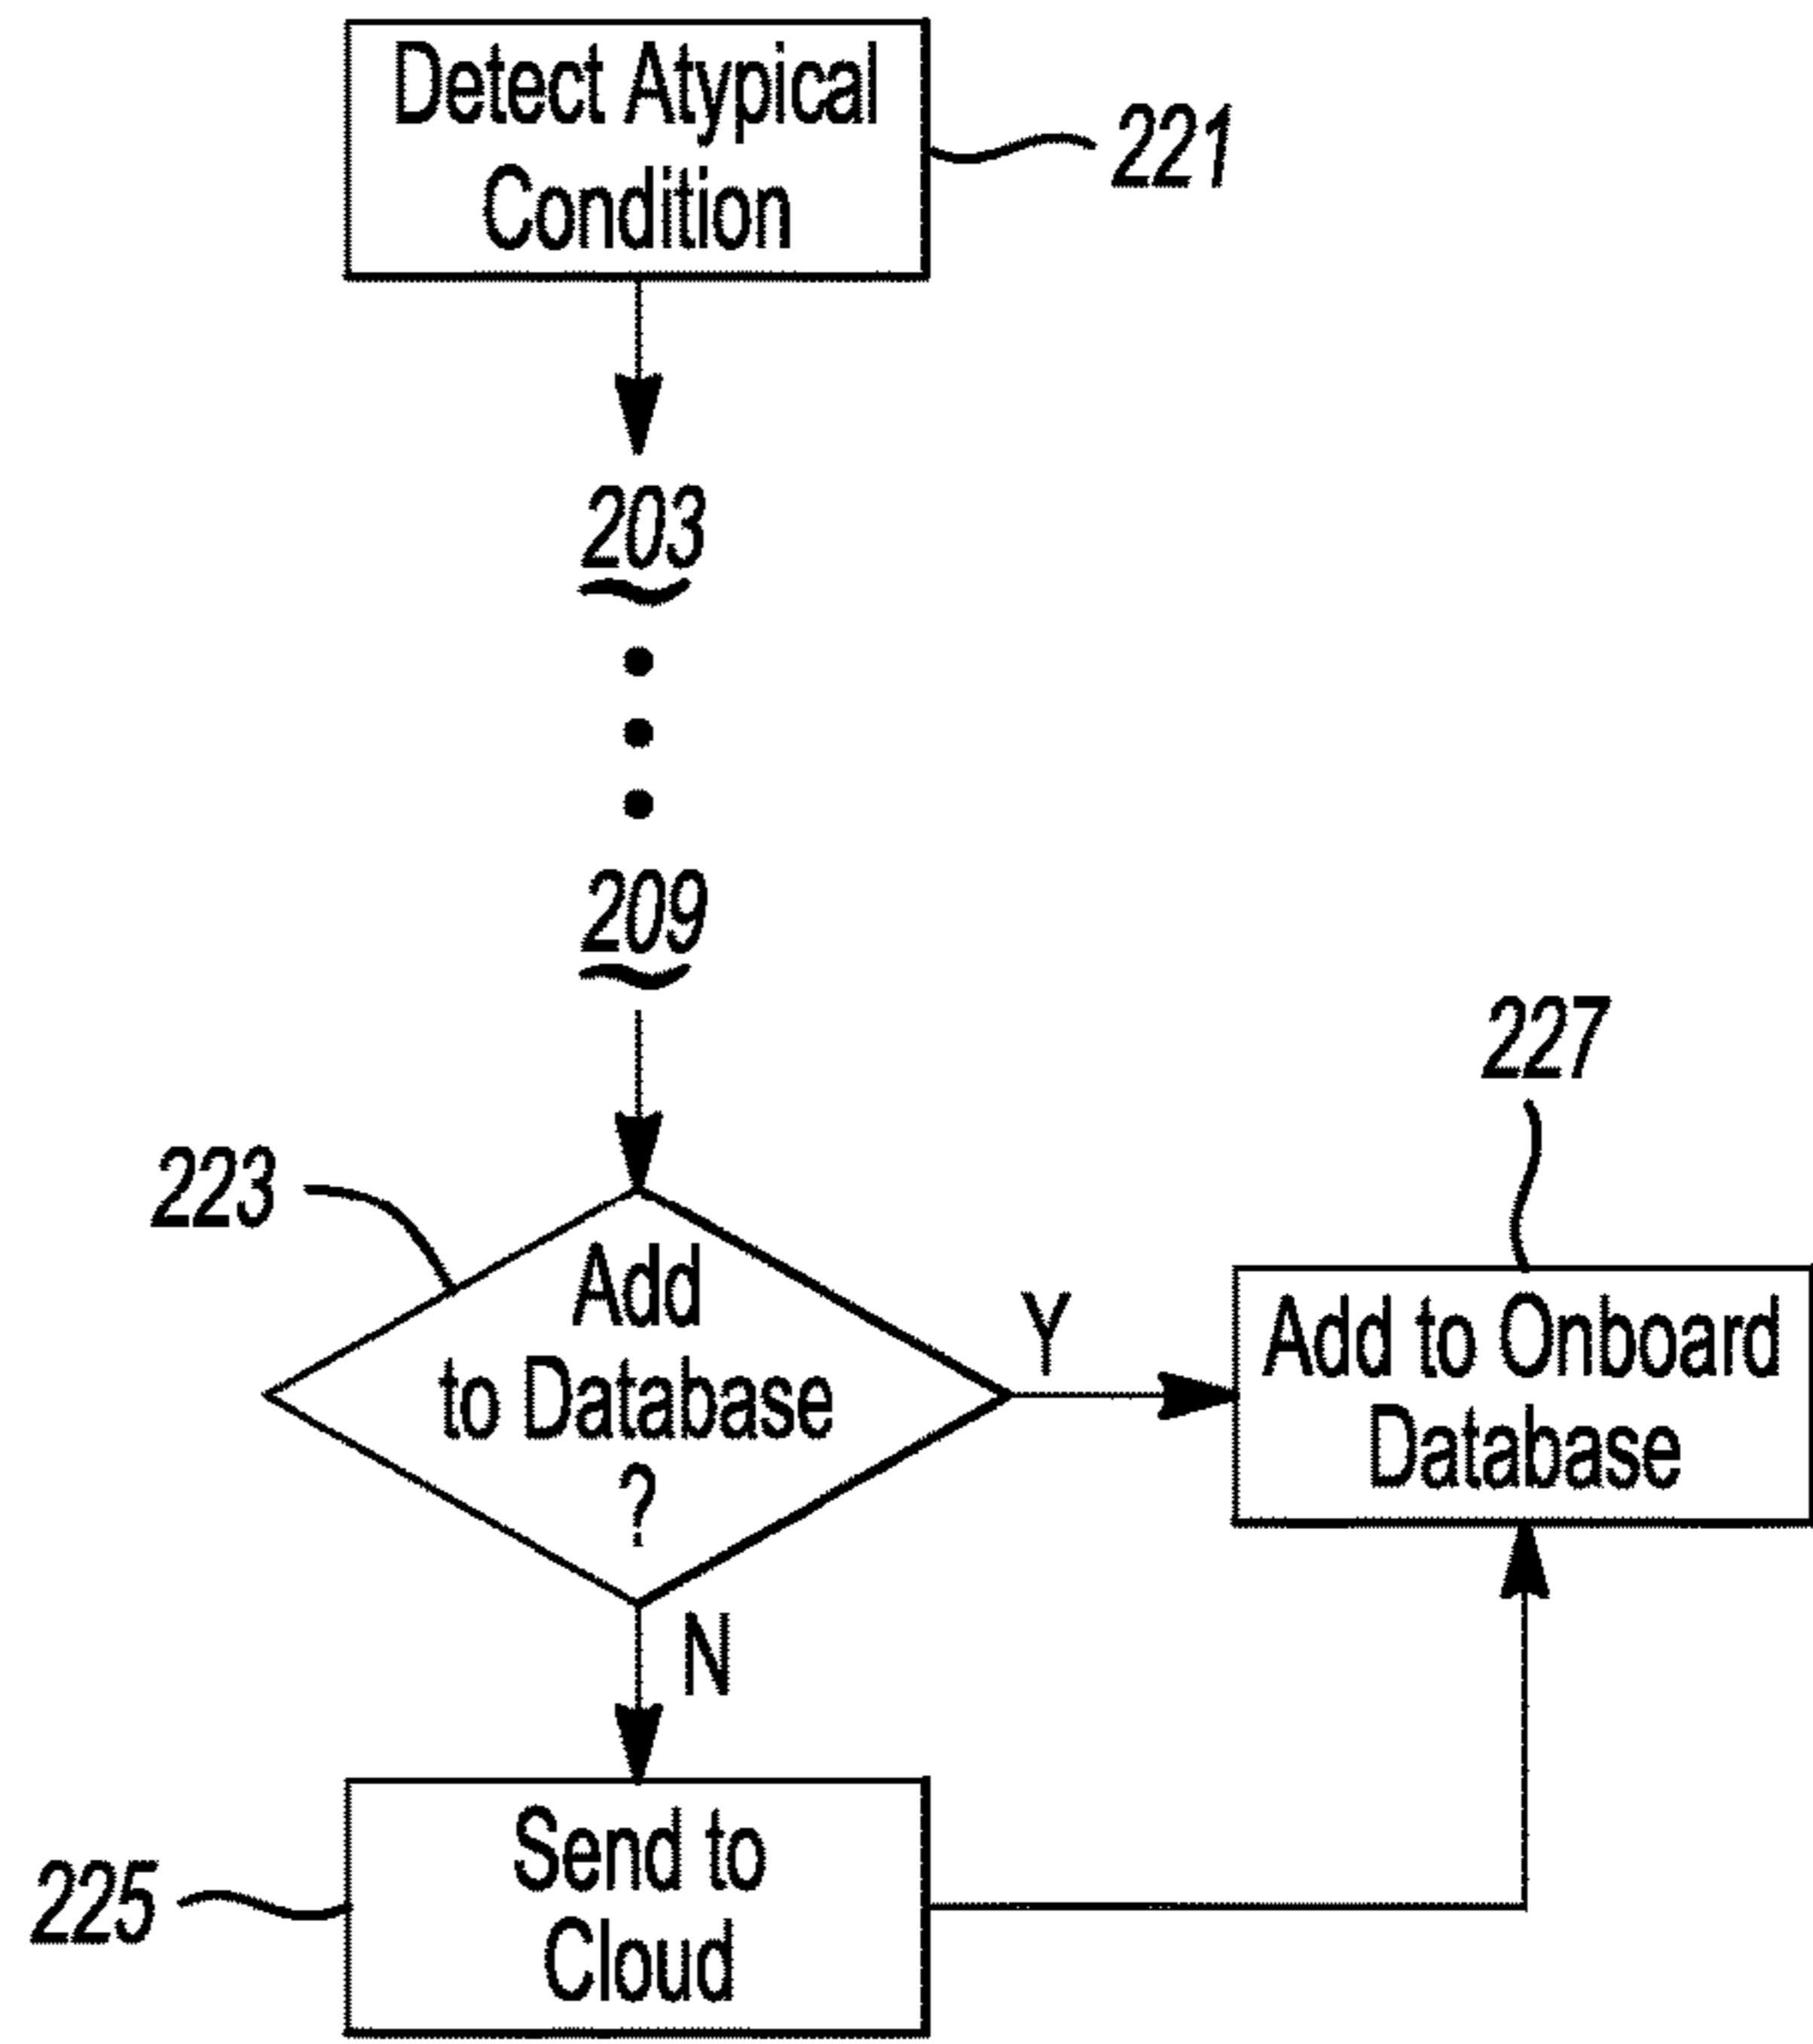 Detect Atypical
Condition
221
203
209
227
223
Add
to Database
?
Y
Add to Onboard
Database
N
Send to
Cloud
225